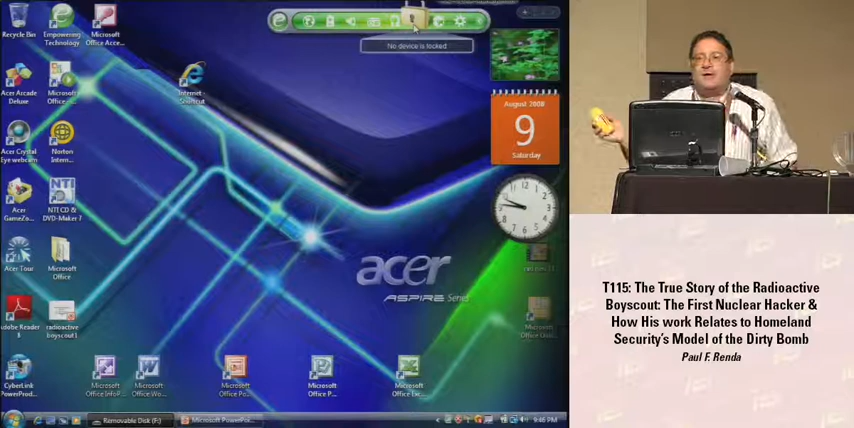 No device is locked
Recycle Bin
Empowering
Technology
Microsoft
Office Acce...
Acer Arcade
Deluxe
Microsoft
Internet -
Shortcut
August 2008
9
Saturday
Acer Crystal
Eye webcam
Norton
Intern...
Acer
GameZo...
NTI CD &
DVD-Maker 7
12
Acer Tour
Microsoft
Office
acer
ASPIRE Series
Adobe Reader
8
radioactive
boyscout1
Microsoft
CyberLink
PowerProd...
Microsoft
Office InfoP...
Microsoft
Office Wo...
Microsoft
Office Po...
Microsoft
Office P...
Microsoft
Office Exc...
Removable Disk (F:)
Microsoft PowerPoi...
9:46 PM
T115: The True Story of the Radioactive
Boyscout: The First Nuclear Hacker &
How His work Relates to Homeland
Security's Model of the Dirty Bomb
Paul F. Renda